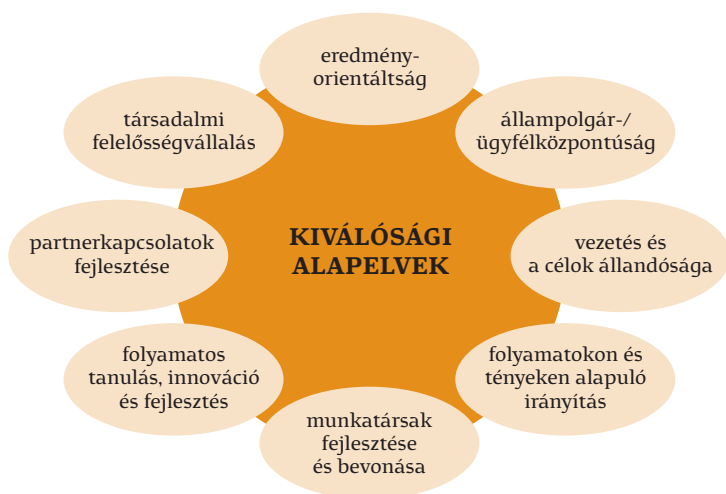 eredmény-
orientáltság
állampolgár-/
ügyfélközpontúság
vezetés és
a célok állandósága
folyamatokon és
tényeken alapuló
irányítás
munkatársak
fejlesztése
és bevonása
folyamatos
tanulás, innováció
és fejlesztés
partnerkapcsolatok
fejlesztése
társadalmi
felelősségvállalás
KIVÁLÓSÁGI
ALAPELVEK